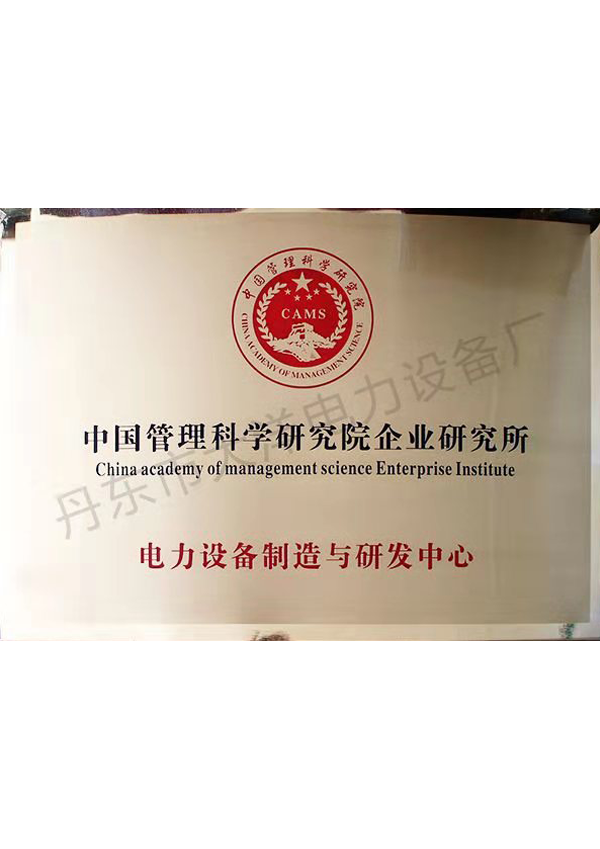 中国管理科学研究院
CAMS
CHINA ACADEMY OF MANAGEMENT SCIENCE
中国管理科学研究院企业研究所
China academy of management science Enterprise Institute
电力设备制造与研发中心
丹东市大洋电力设备厂